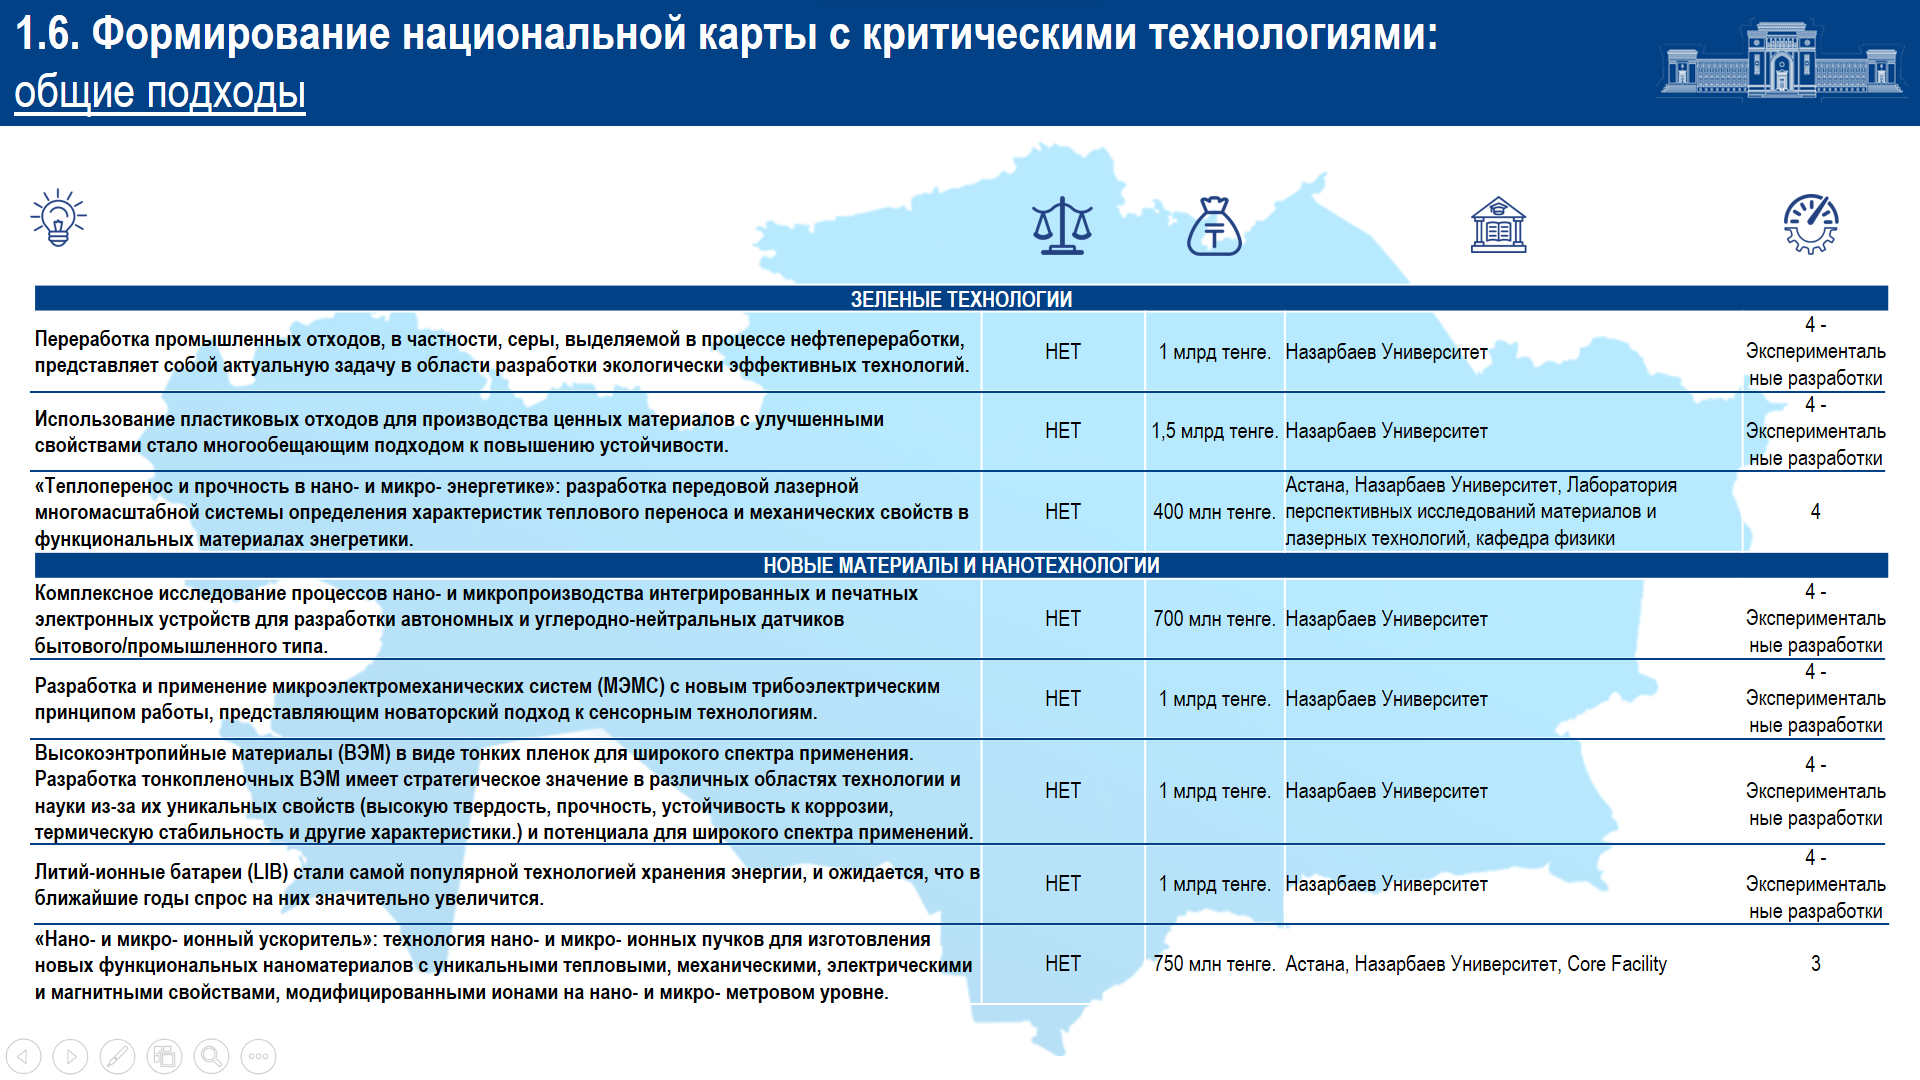 1.6. Формирование национальной карты с критическими технологиями:
общие подходы
ЗЕЛЕНЫЕ ТЕХНОЛОГИИ
Переработка промышленных отходов, в частности, серы, выделяемой в процессе нефтепереработки,
представляет собой актуальную задачу в области разработки экологически эффективных технологий.
НЕТ
1 млрд тенге.
Назарбаев Университет
4 -
Эксперименталь
ные разработки
Использование пластиковых отходов для производства ценных материалов с улучшенными
свойствами стало многообещающим подходом к повышению устойчивости.
НЕТ
1,5 млрд тенге.
Назарбаев Университет
4 -
Эксперименталь
ные разработки
«Теплоперенос и прочность в нано- и микро- энергетике»: разработка передовой лазерной
многомасштабной системы определения характеристик теплового переноса и механических свойств в
функциональных материалах энегретики.
НЕТ
400 млн тенге.
Астана, Назарбаев Университет, Лаборатория
перспективных исследований материалов и
лазерных технологий, кафедра физики
4
НОВЫЕ МАТЕРИАЛЫ И НАНОТЕХНОЛОГИИ
Комплексное исследование процессов нано- и микропроизводства интегрированных и печатных
электронных устройств для разработки автономных и углеродно-нейтральных датчиков
бытового/промышленного типа.
НЕТ
700 млн тенге.
Назарбаев Университет
4 -
Эксперименталь
ные разработки
Разработка и применение микроэлектромеханических систем (МЭМС) с новым трибоэлектрическим
принципом работы, представляющим новаторский подход к сенсорным технологиям.
НЕТ
1 млрд тенге.
Назарбаев Университет
4 -
Эксперименталь
ные разработки
Высокоэнтропийные материалы (ВЭМ) в виде тонких пленок для широкого спектра применения.
Разработка тонкопленочных ВЭМ имеет стратегическое значение в различных областях технологии и
науки из-за их уникальных свойств (высокую твердость, прочность, устойчивость к коррозии,
термическую стабильность и другие характеристики.) и потенциала для широкого спектра применений.
НЕТ
1 млрд тенге.
Назарбаев Университет
4 -
Эксперименталь
ные разработки
Литий-ионные батареи (LIB) стали самой популярной технологией хранения энергии, и ожидается, что в
ближайшие годы спрос на них значительно увеличится.
НЕТ
1 млрд тенге.
Назарбаев Университет
4 -
Эксперименталь
ные разработки
«Нано- и микро- ионный ускоритель»: технология нано- и микро- ионных пучков для изготовления
новых функциональных наноматериалов с уникальными тепловыми, механическими, электрическими
и магнитными свойствами, модифицированными ионами на нано- и микро- метровом уровне.
НЕТ
750 млн тенге.
Астана, Назарбаев Университет, Core Facility
3